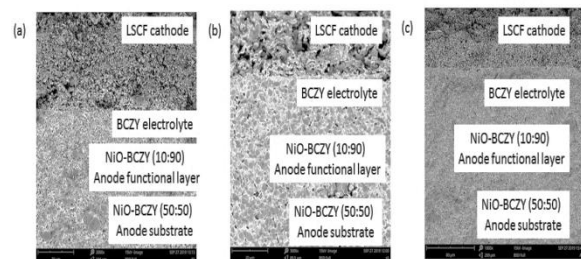 (a)
LSCF cathode
BCZY electrolyte
NiO-BCZY (10:90)
Anode functional layer
NiO-BCZY (50:50)
Anode substrate
(b)
LSCF cathode
BCZY electrolyte
NiO-BCZY (10:90)
Anode functional layer
NiO-BCZY (50:50)
Anode substrate
(c)
LSCF cathode
BCZY electrolyte
NiO-BCZY (10:90)
Anode functional layer
NiO-BCZY (50:50)
Anode substrate